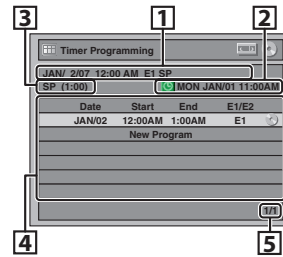 3 1 2
Timer Programming
JAN/ 2/07 12:00 AM E1 SP
SP (1:00) MON JAN/01 11:00AM
Date Start End E1/E2
JAN/02 12:00AM 1:00AM E1
New Program
1/1
4 5